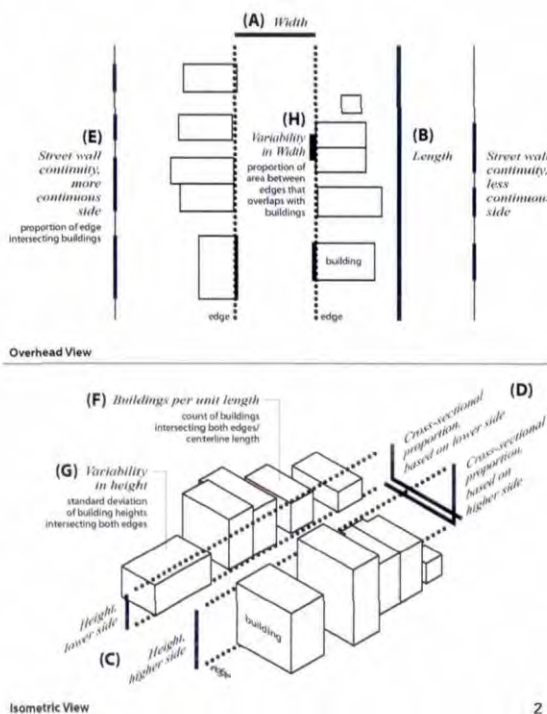 (A) Width
(E)
Street wall
continuity,
more
continuous
side
proportion of edge
intersecting buildings
(H)
Variability
in Width
proportion of
area between
edges that
overlaps with
buildings
(B)
Length
Street wall
continuity,
less
continuous
side
building
edge
edge
Overhead View
(F) Buildings per unit length
count of buildings
intersecting both edges/
centerline length
(G) Variability
in height
standard deviation
of building heights
intersecting both edges
(D)
Cross-sectional
proportion,
based on lower side
Cross-sectional
proportion,
based on
higher side
Height,
lower side
(C)
Height,
higher side
building
edge
Isometric View
2